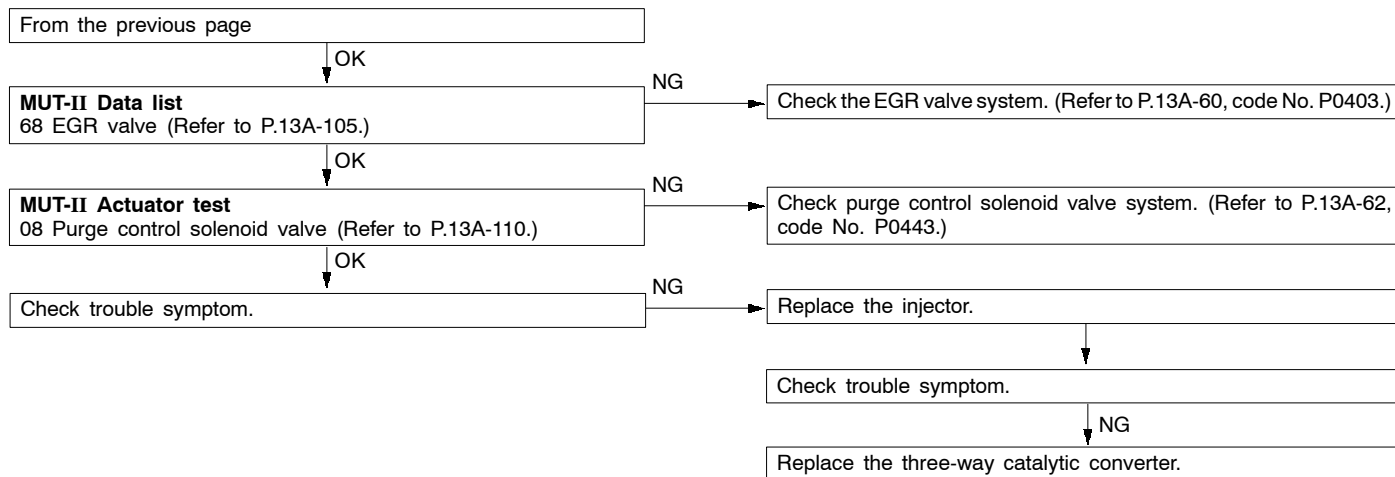 From the previous page
OK
MUT-II Data list
68 EGR valve (Refer to P.13A-105.)
NG
Check the EGR valve system. (Refer to P.13A-60, code No. P0403.)
OK
MUT-II Actuator test
08 Purge control solenoid valve (Refer to P.13A-110.)
NG
Check purge control solenoid valve system. (Refer to P.13A-62,
code No. P0443.)
OK
Check trouble symptom.
NG
Replace the injector.
Check trouble symptom.
NG
Replace the three-way catalytic converter.